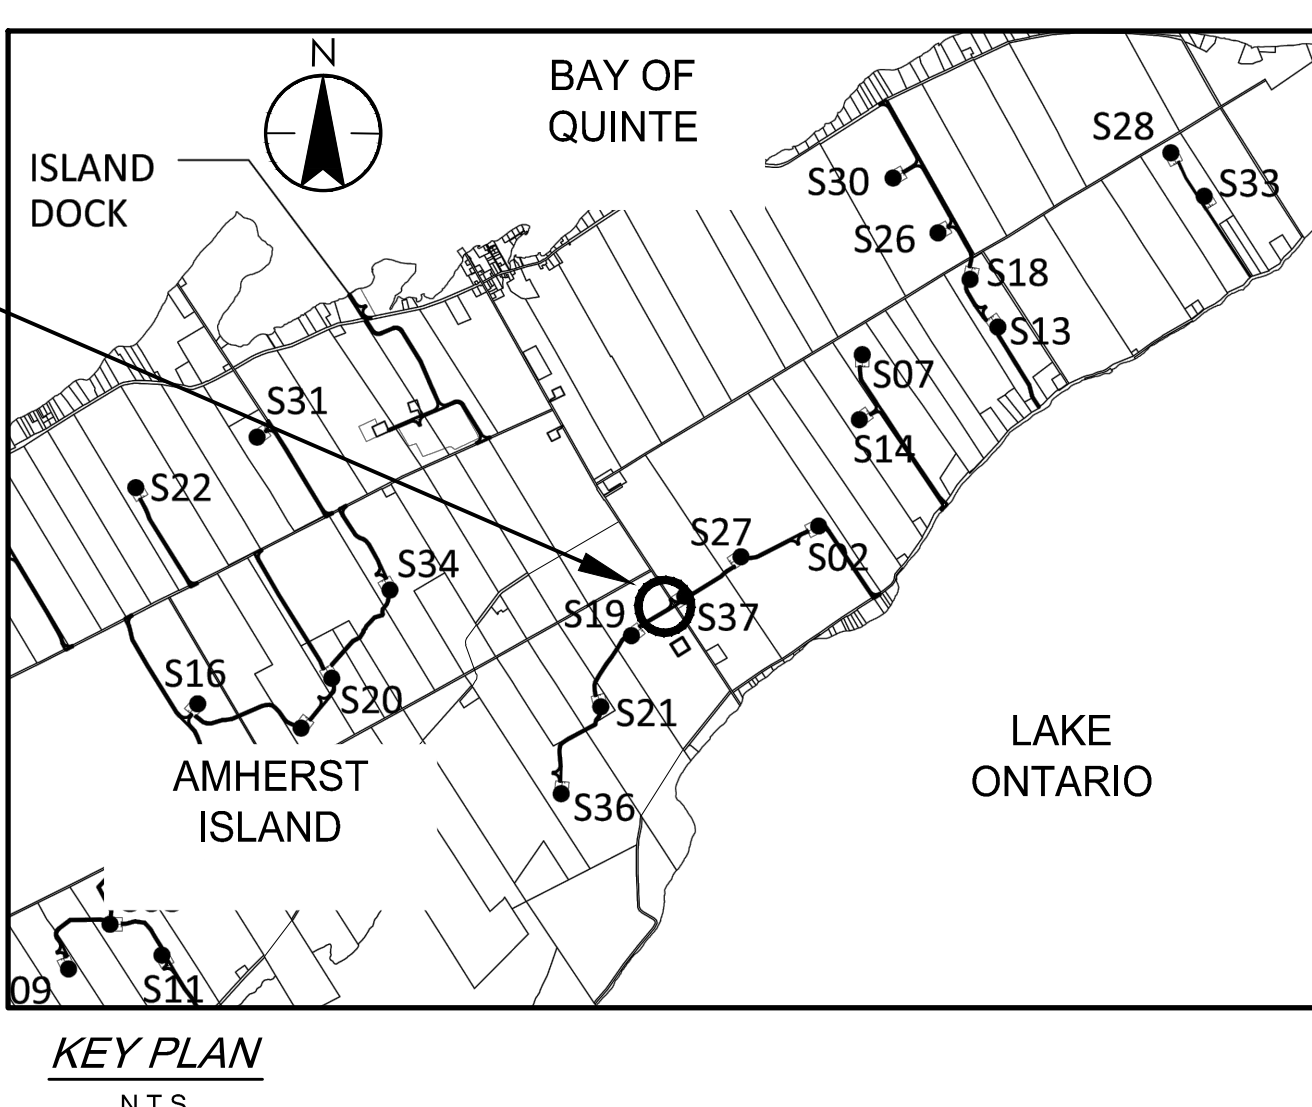 N
BAY OF
QUINTE
ISLAND
DOCK
S28
S30
S33
S26
S18
S13
S07
S31
S14
S22
S27
S02
S34
S19
S37
S16
S20
S21
LAKE
ONTARIO
AMHERST
ISLAND
S36
09
S11
KEY PLAN
N.T.S.